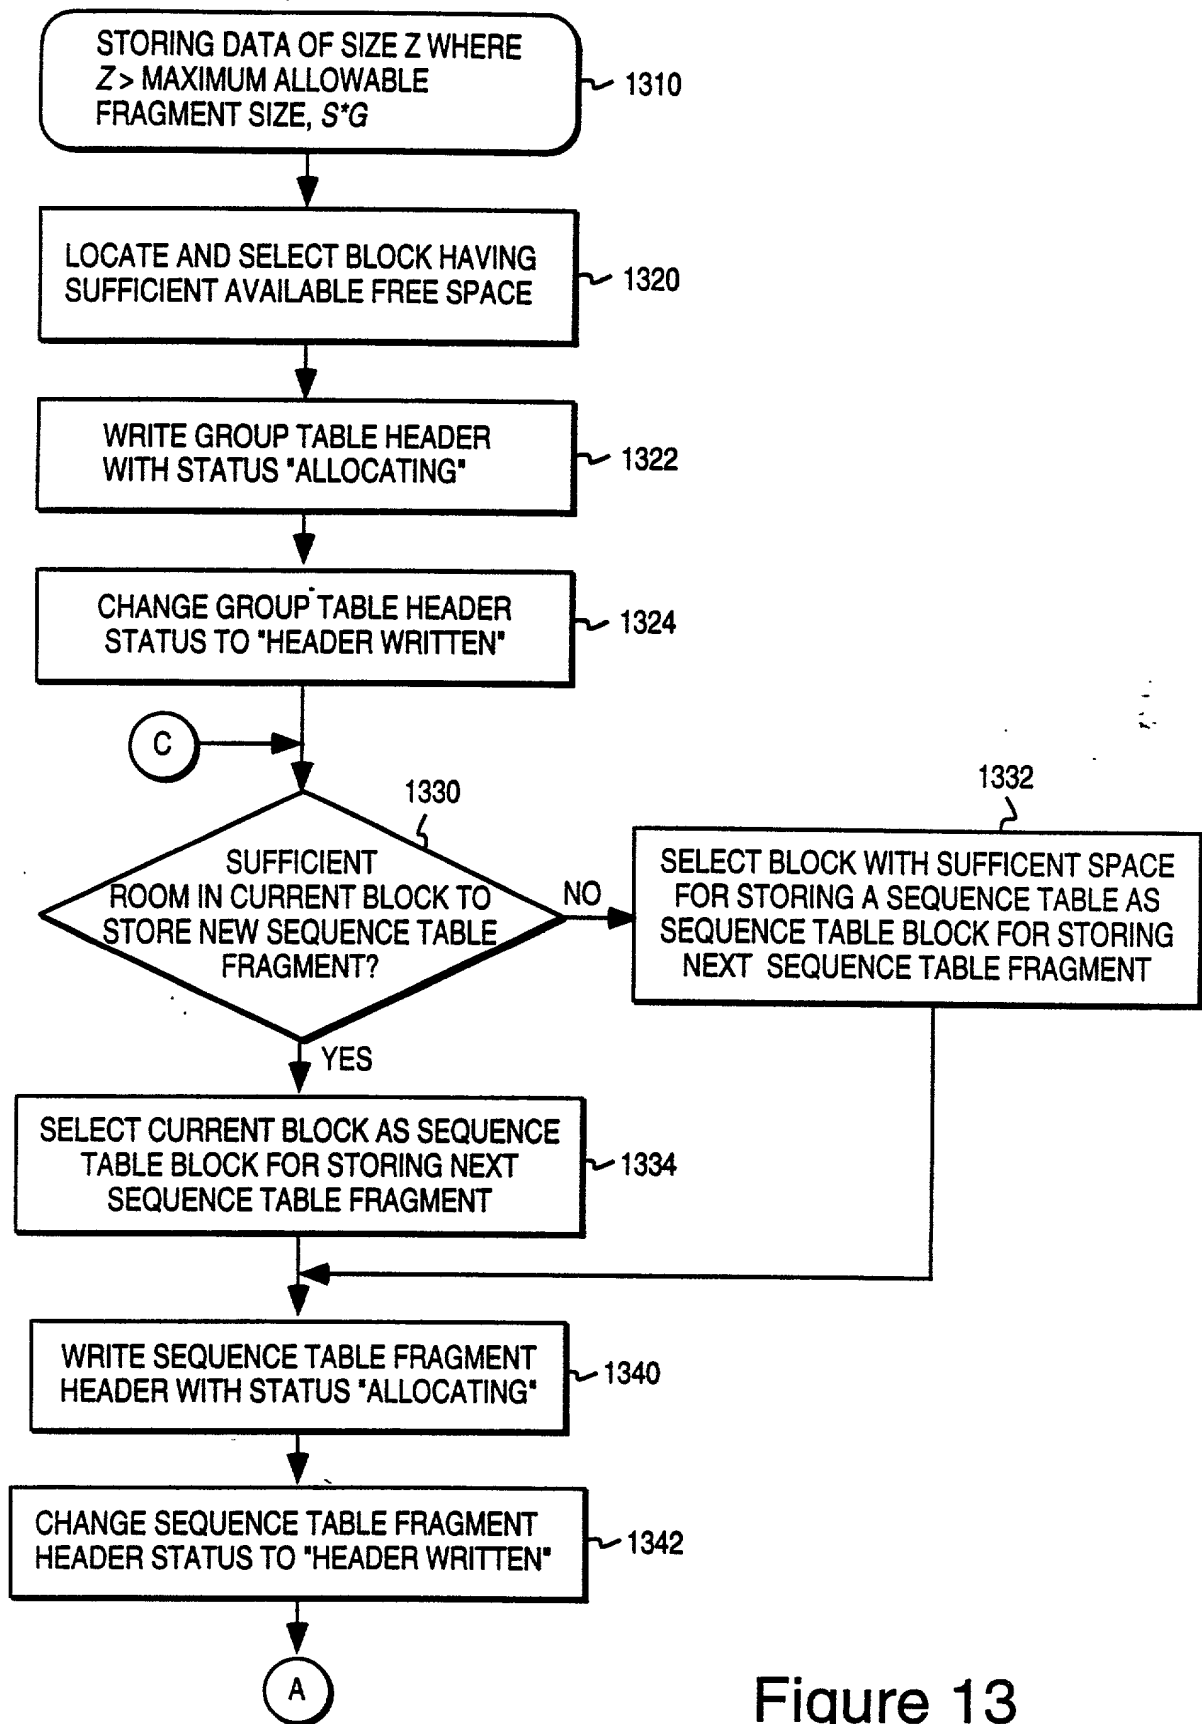 STORING DATA OF SIZE Z WHERE
Z > MAXIMUM ALLOWABLE
FRAGMENT SIZE, S*G
1310
LOCATE AND SELECT BLOCK HAVING
SUFFICIENT AVAILABLE FREE SPACE
1320
WRITE GROUP TABLE HEADER
WITH STATUS "ALLOCATING"
1322
CHANGE GROUP TABLE HEADER
STATUS TO "HEADER WRITTEN"
1324
C
1330
SUFFICIENT
ROOM IN CURRENT BLOCK TO
STORE NEW SEQUENCE TABLE
FRAGMENT?
NO
1332
SELECT BLOCK WITH SUFFICENT SPACE
FOR STORING A SEQUENCE TABLE AS
SEQUENCE TABLE BLOCK FOR STORING
NEXT SEQUENCE TABLE FRAGMENT
YES
SELECT CURRENT BLOCK AS SEQUENCE
TABLE BLOCK FOR STORING NEXT
SEQUENCE TABLE FRAGMENT
1334
WRITE SEQUENCE TABLE FRAGMENT
HEADER WITH STATUS "ALLOCATING"
1340
CHANGE SEQUENCE TABLE FRAGMENT
HEADER STATUS TO "HEADER WRITTEN"
1342
A
Figure 13